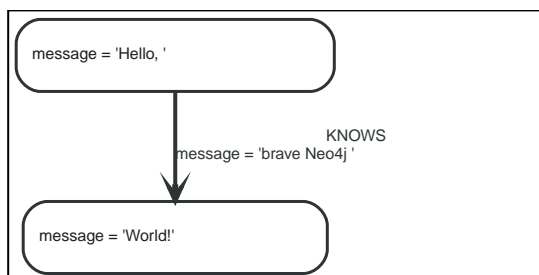 message = 'Hello, '
KNOWS
message = 'brave Neo4j '
message = 'World!'